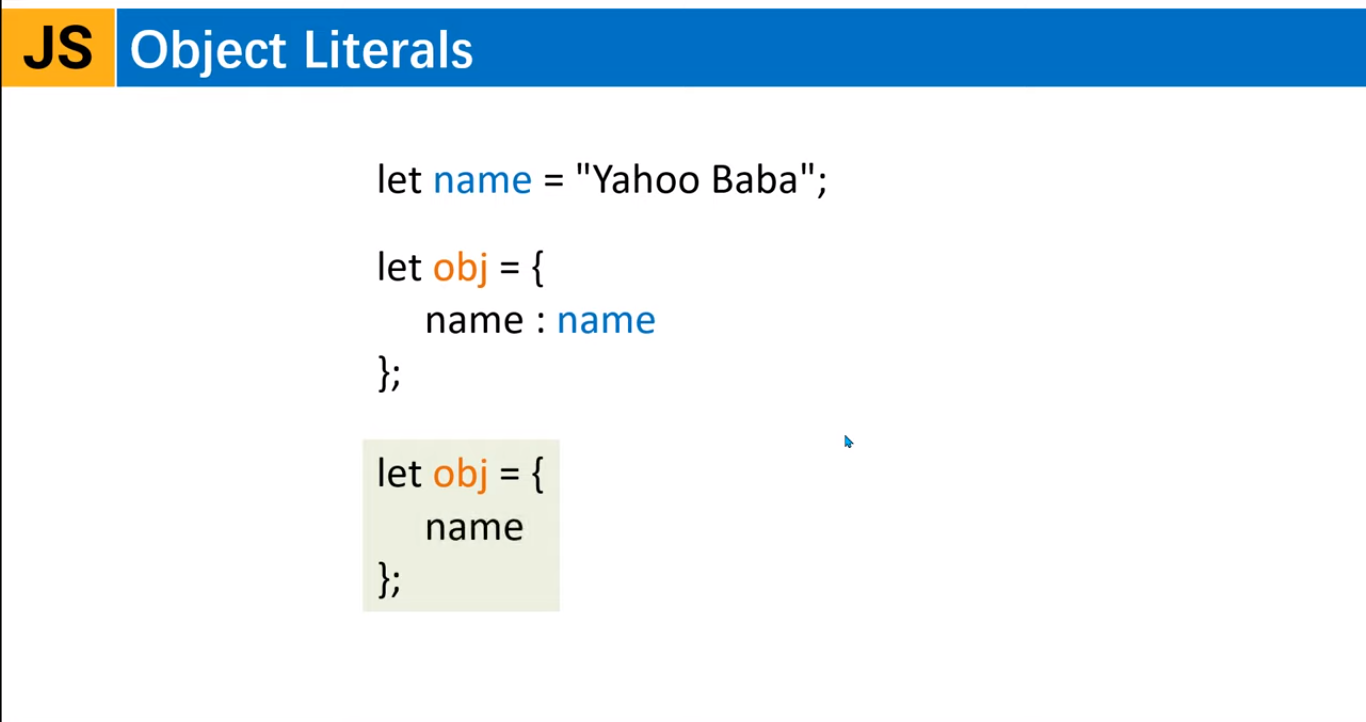 JS Object Literals
let name = "Yahoo Baba";
let obj = {
name : name
};
let obj = {
name
};